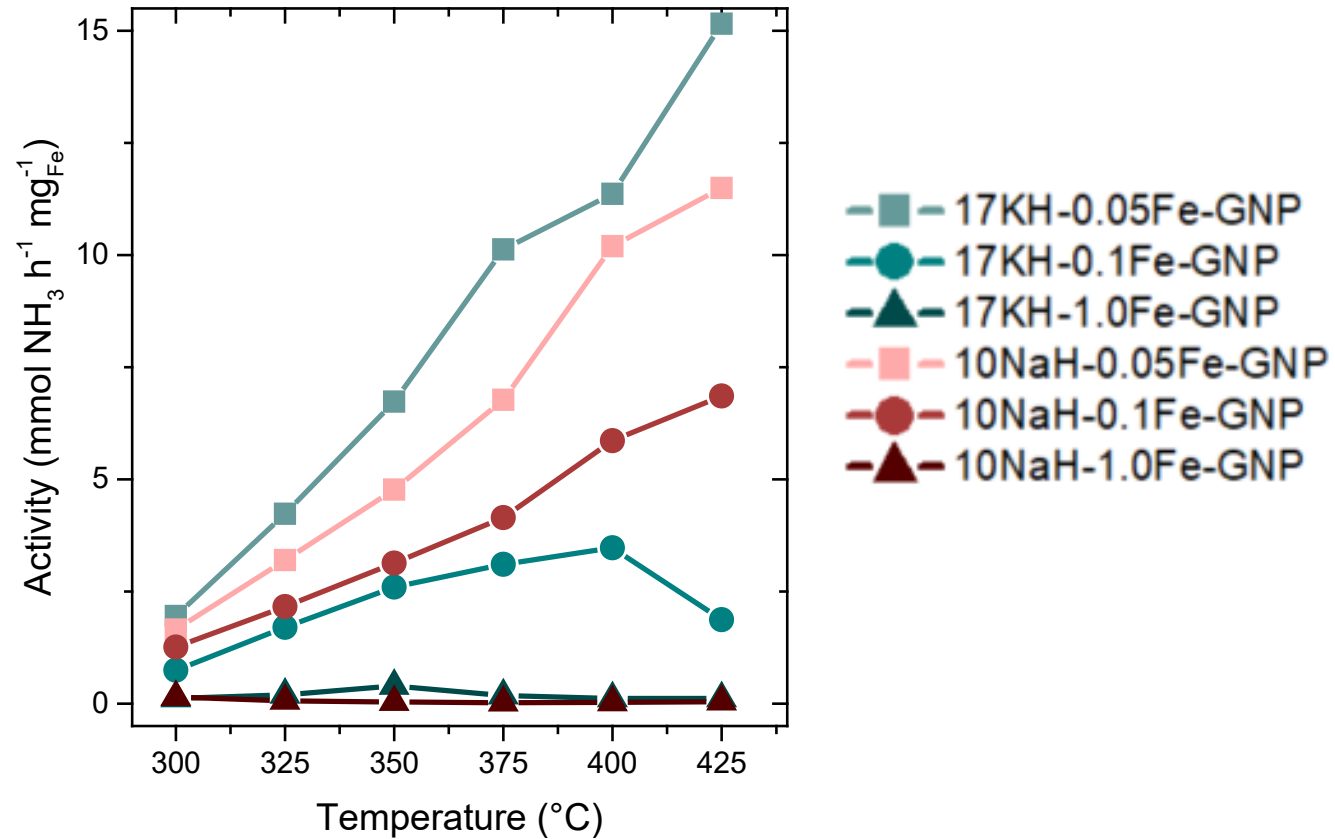 15
10
5
0
Activity (mmol NH₃ h⁻¹ mg⁻¹Fe)
300 325 350 375 400 425
Temperature (°C)
17KH-0.05Fe-GNP
17KH-0.1Fe-GNP
17KH-1.0Fe-GNP
10NaH-0.05Fe-GNP
10NaH-0.1Fe-GNP
10NaH-1.0Fe-GNP